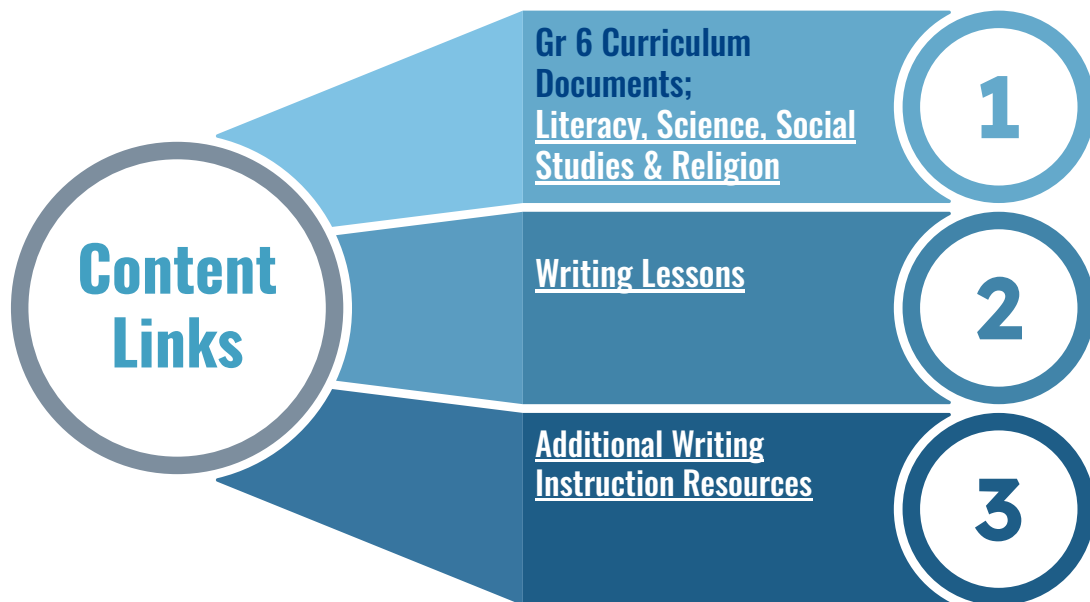 Content
Links
Gr 6 Curriculum
Documents;
Literacy, Science, Social
Studies & Religion
1
Writing Lessons
2
Additional Writing
Instruction Resources
3